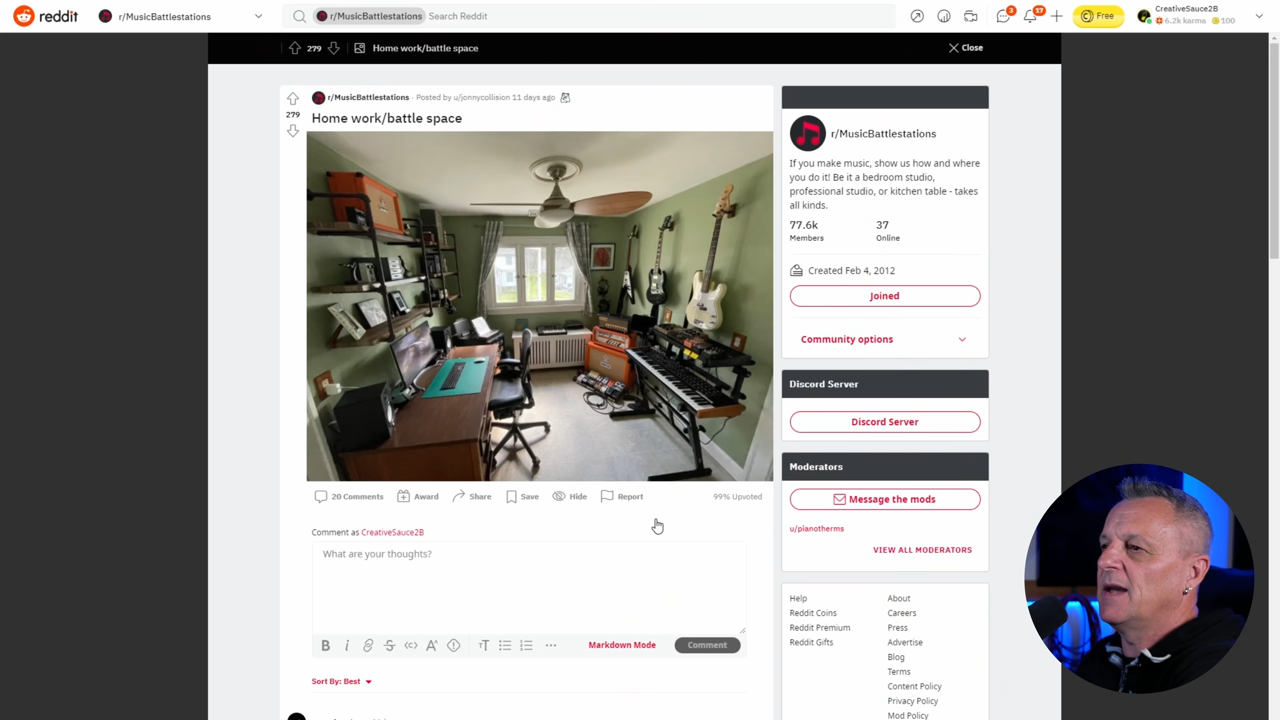 reddit
r/MusicBattlestations
r/MusicBattlestations Search Reddit
3
17
Free
CreativeSauce2B
6.2k karma 100
279 Home work/battle space
Close
r/MusicBattlestations · Posted by u/jonnycollision 11 days ago
279
Home work/battle space
20 Comments Award Share Save Hide Report 99% Upvoted
Comment as CreativeSauce2B
What are your thoughts?
Markdown Mode Comment
Sort By: Best
r/MusicBattlestations
If you make music, show us how and where
you do it! Be it a bedroom studio,
professional studio, or kitchen table - takes
all kinds.
77.6k 37
Members Online
Created Feb 4, 2012
Joined
Community options
Discord Server
Discord Server
Moderators
Message the mods
u/pianotherms
VIEW ALL MODERATORS
Help About
Reddit Coins Careers
Reddit Premium Press
Reddit Gifts Advertise
Blog
Terms
Content Policy
Privacy Policy
Mod Policy